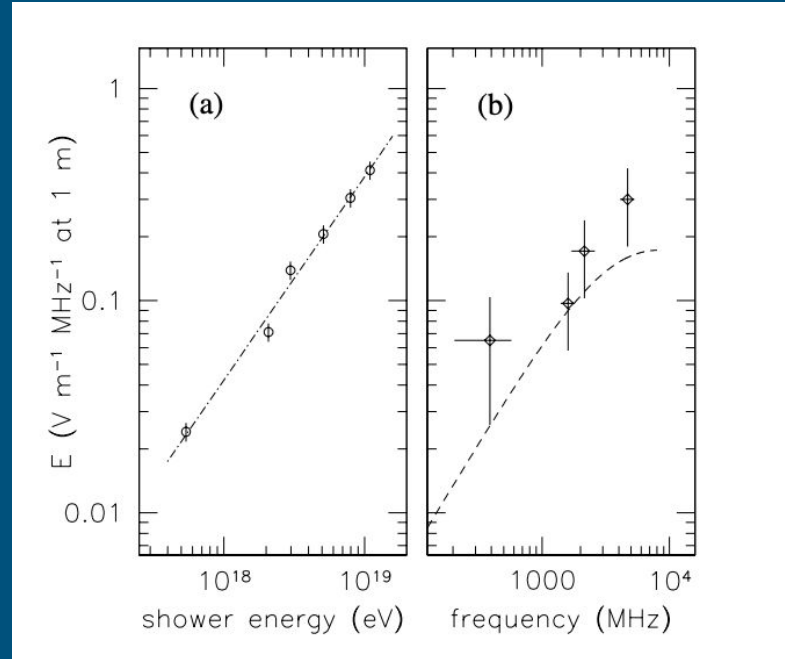 (a)
(b)
1
0.1
0.01
E (V m⁻¹ MHz⁻¹ at 1 m)
10¹⁸
10¹⁹
1000
10⁴
shower energy (eV)
frequency (MHz)